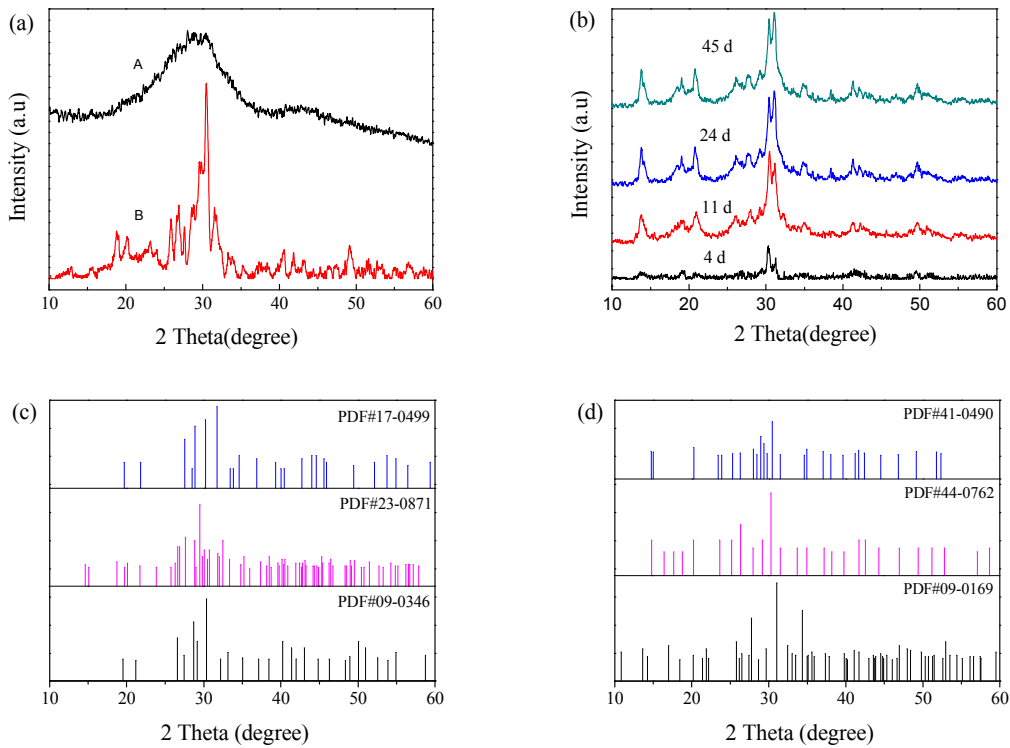 (a)
A
B
Intensity (a.u)
10 20 30 40 50 60
2 Theta(degree)
(b)
45 d
24 d
11 d
4 d
Intensity (a.u)
10 20 30 40 50 60
2 Theta(degree)
(c)
PDF#17-0499
PDF#23-0871
PDF#09-0346
10 20 30 40 50 60
2 Theta (degree)
(d)
PDF#41-0490
PDF#44-0762
PDF#09-0169
10 20 30 40 50 60
2 Theta (degree)